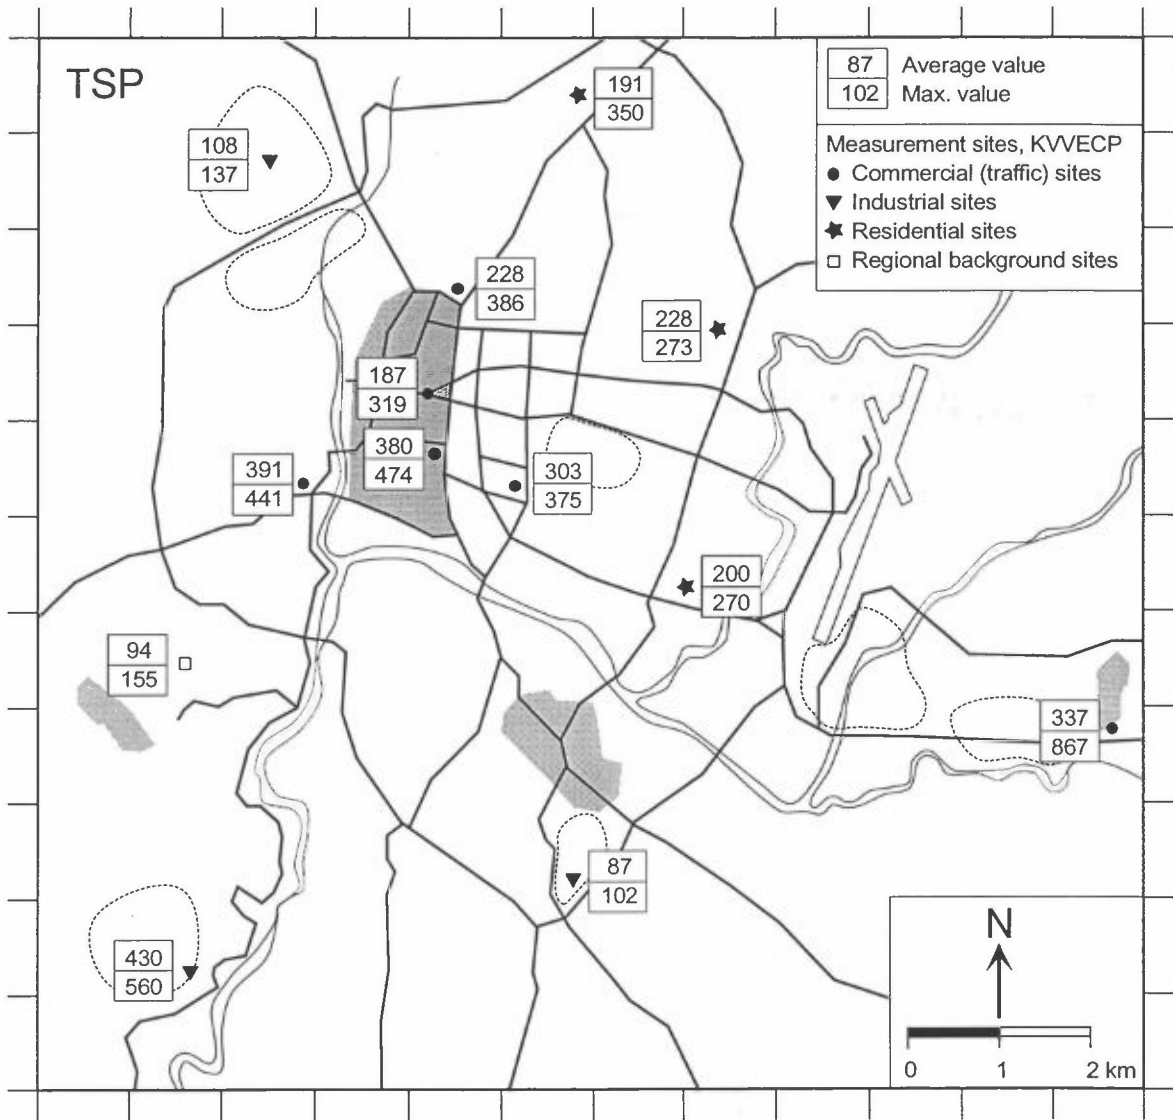 TSP
191
350
87 Average value
102 Max. value
108
137
Measurement sites, KVVECP
Commercial (traffic) sites
Industrial sites
Residential sites
Regional background sites
228
386
228
273
187
319
380
474
391
441
303
375
200
270
94
155
337
867
87
102
430
560
N
0 1 2 km